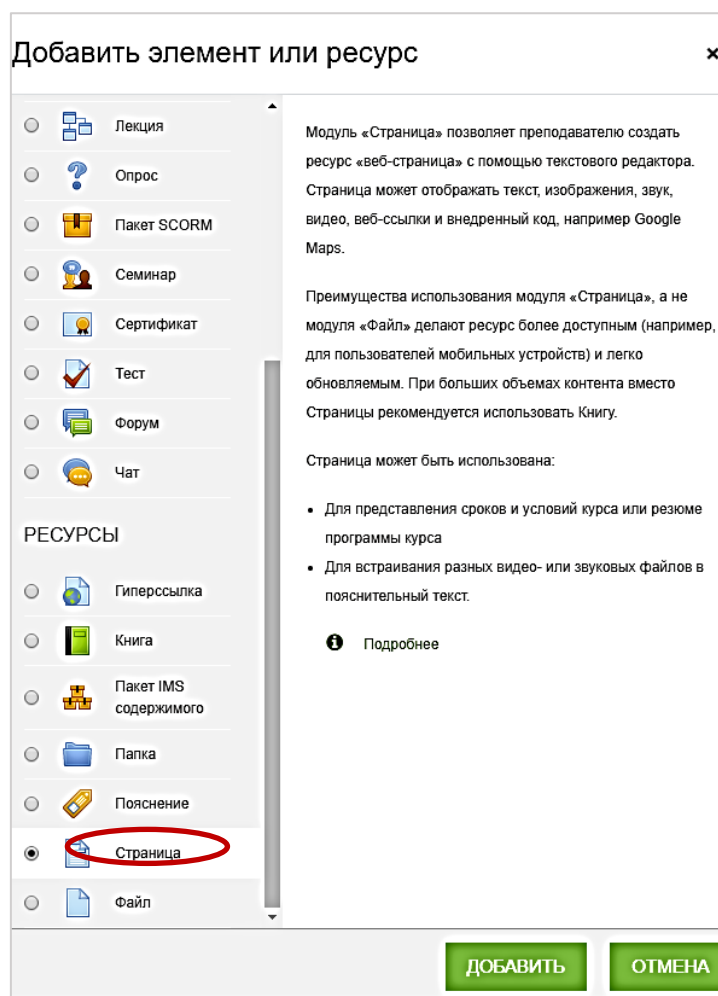 Добавить элемент или ресурс
Лекция
Опрос
Пакет SCORM
Семинар
Сертификат
Тест
Форум
Чат
РЕСУРСЫ
Гиперссылка
Книга
Пакет IMS
содержимого
Папка
Пояснение
Страница
Файл
Модуль «Страница» позволяет преподавателю создать
ресурс «веб-страница» с помощью текстового редактора.
Страница может отображать текст, изображения, звук,
видео, веб-ссылки и внедренный код, например Google
Maps.
Преимущества использования модуля «Страница», а не
модуля «Файл» делают ресурс более доступным (например,
для пользователей мобильных устройств) и легко
обновляемым. При больших объемах контента вместо
Страницы рекомендуется использовать Книгу.
Страница может быть использована:
• Для представления сроков и условий курса или резюме
программы курса
• Для встраивания разных видео- или звуковых файлов в
пояснительный текст.
Подробнее
ДОБАВИТЬ
ОТМЕНА